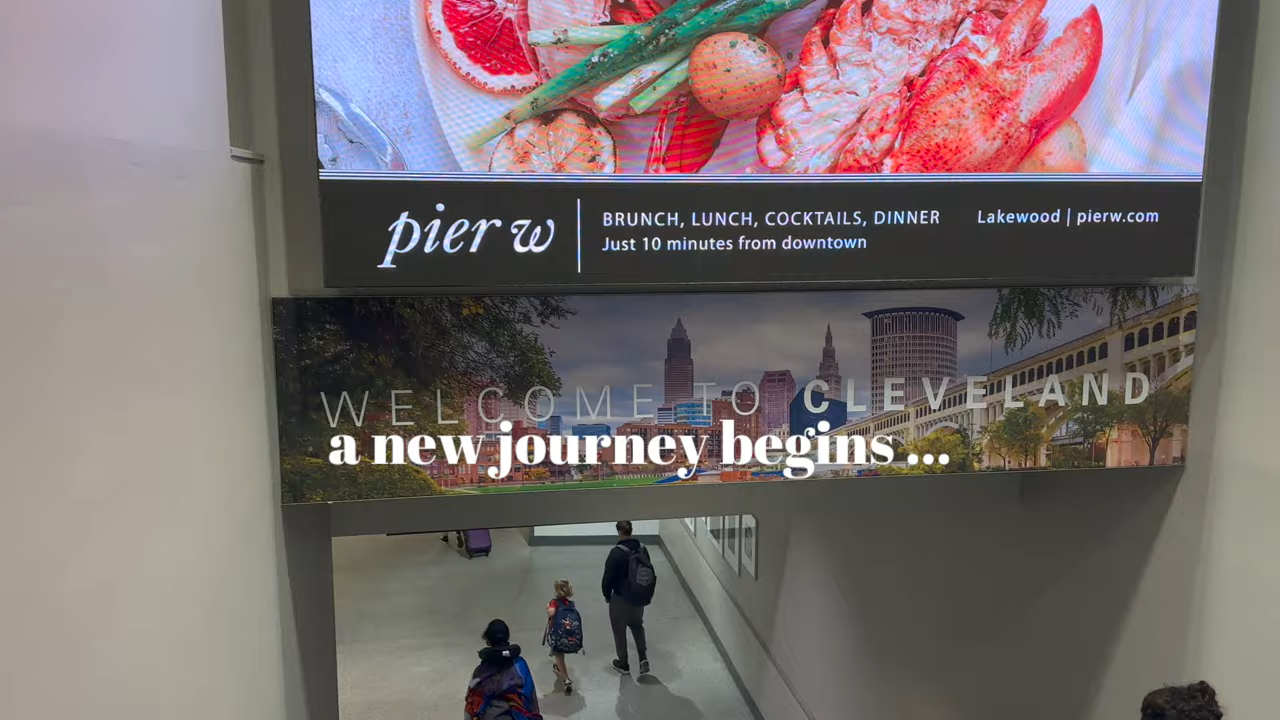 pier w
BRUNCH, LUNCH, COCKTAILS, DINNER
Lakewood | pierw.com
Just 10 minutes from downtown
WELCOME TO CLEVELAND
a new journey begins ...